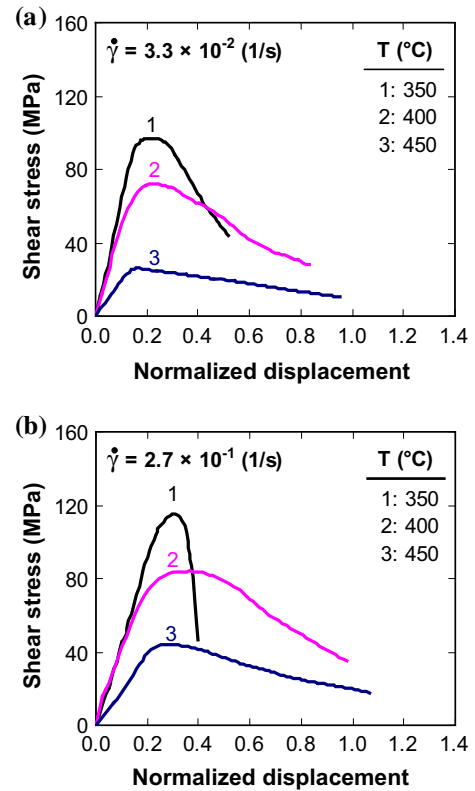 (a)
160
γ̇ = 3.3 × 10⁻² (1/s)
T (°C)
1: 350
2: 400
3: 450
120
80
40
0
1
2
3
Shear stress (MPa)
0.0 0.2 0.4 0.6 0.8 1.0 1.2 1.4
Normalized displacement
(b)
160
γ̇ = 2.7 × 10⁻¹ (1/s)
T (°C)
1: 350
2: 400
3: 450
120
80
40
0
1
2
3
Shear stress (MPa)
0.0 0.2 0.4 0.6 0.8 1.0 1.2 1.4
Normalized displacement